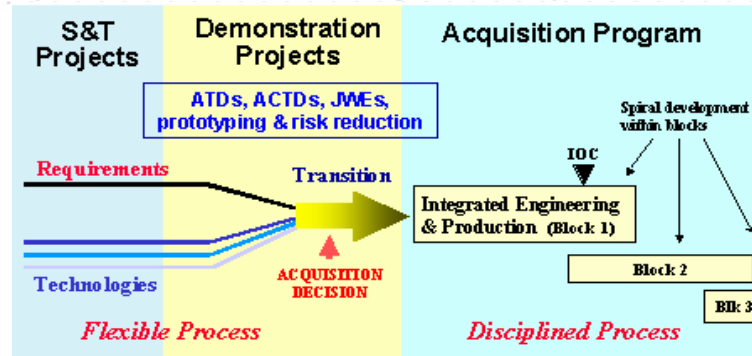 S&T
Projects
Demonstration
Projects
Acquisition Program
ATDs, ACTDs, JWEs,
prototyping & risk reduction
Spiral development
within blocks
Requirements
Transition
IOC
Integrated Engineering
& Production (Block 1)
ACQUISITION
DECISION
Technologies
Block 2
Blk 3
Flexible Process
Disciplined Process